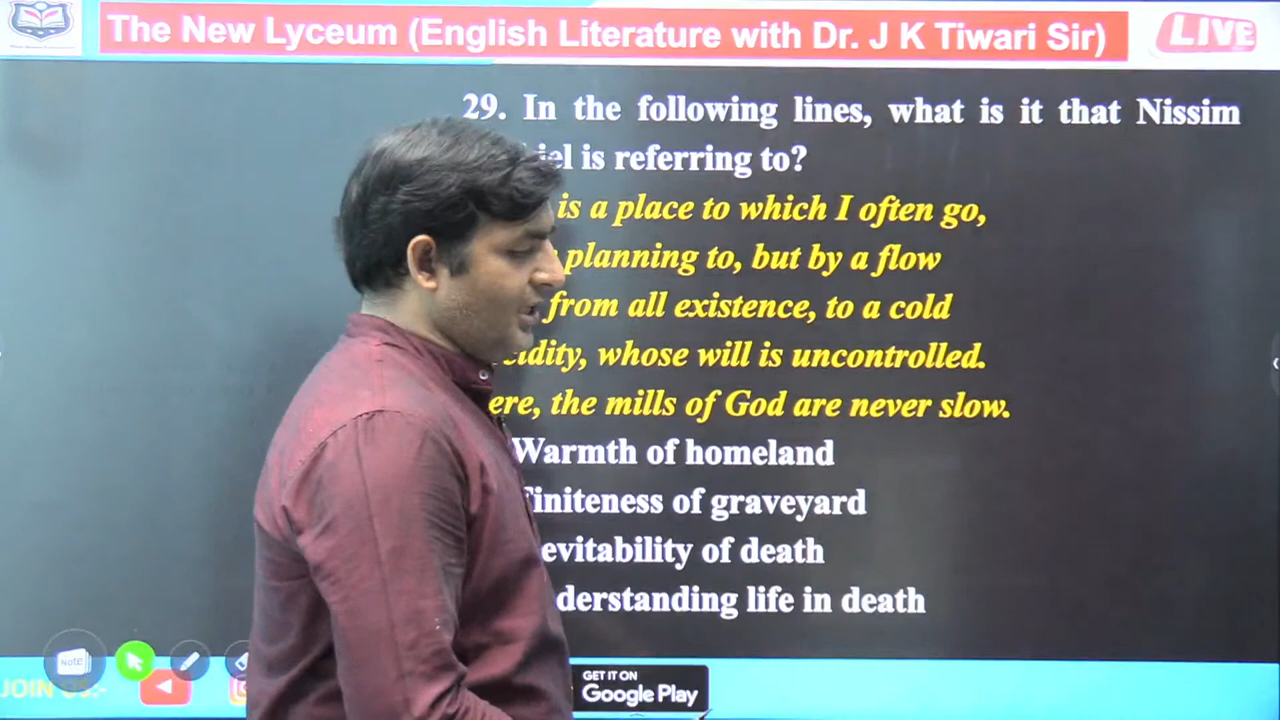 The New Lyceum (English Literature with Dr. J K Tiwari Sir)
LIVE
29. In the following lines, what is it that Nissim
is referring to?
is a place to which I often go,
planning to, but by a flow
from all existence, to a cold
whose will is uncontrolled.
the mills of God are never slow.
Warmth of homeland
of graveyard
of death
life in death
NOTE
JOIN US:-
GET IT ON
Google Play